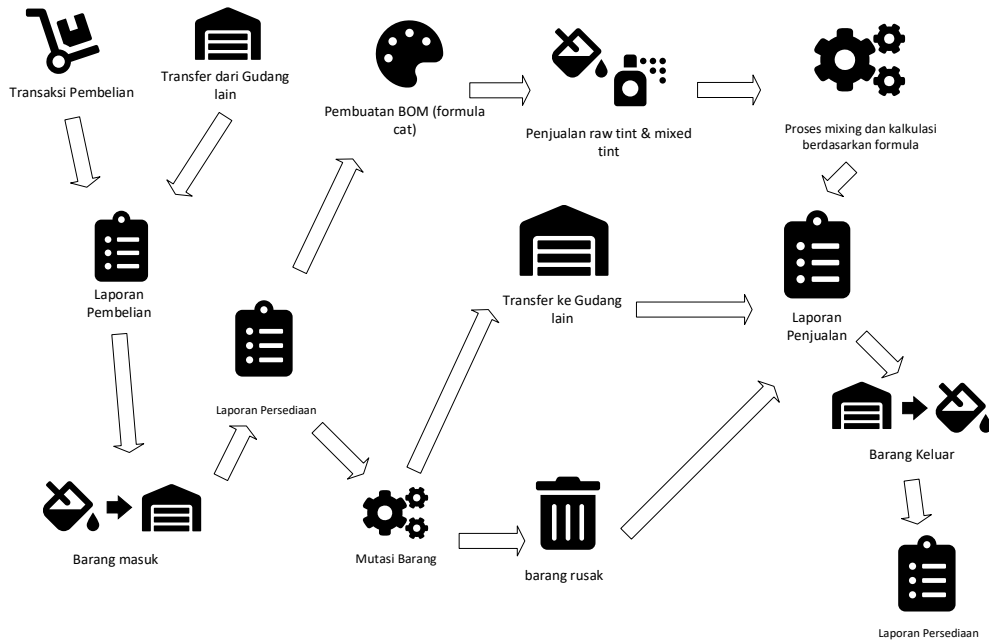 Transaksi Pembelian
Transfer dari Gudang
lain
Pembuatan BOM (formula
cat)
Penjualan raw tint & mixed
tint
Proses mixing dan kalkulasi
berdasarkan formula
Laporan
Pembelian
Transfer ke Gudang
lain
Laporan
Penjualan
Laporan Persediaan
Barang Keluar
Barang masuk
Mutasi Barang
barang rusak
Laporan Persediaan